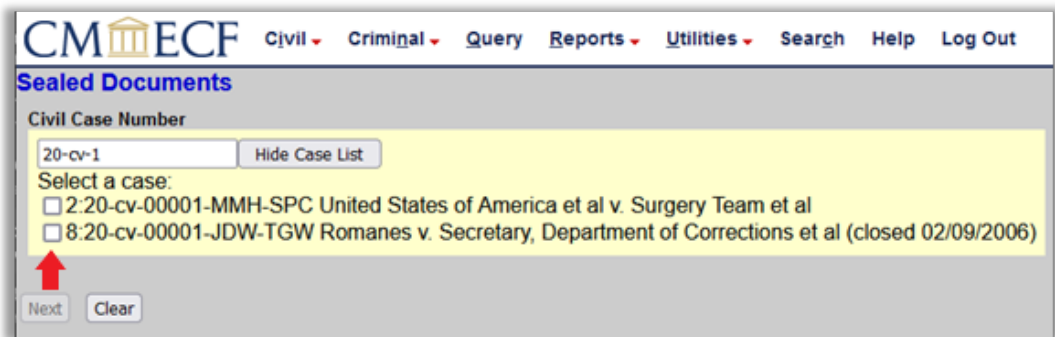 CM ECF Civil Criminal Query Reports Utilities Search Help Log Out
Sealed Documents
Civil Case Number
20-cv-1 Hide Case List
Select a case:
2:20-cv-00001-MMH-SPC United States of America et al v. Surgery Team et al
8:20-cv-00001-JDW-TGW Romanes v. Secretary, Department of Corrections et al (closed 02/09/2006)
Next Clear